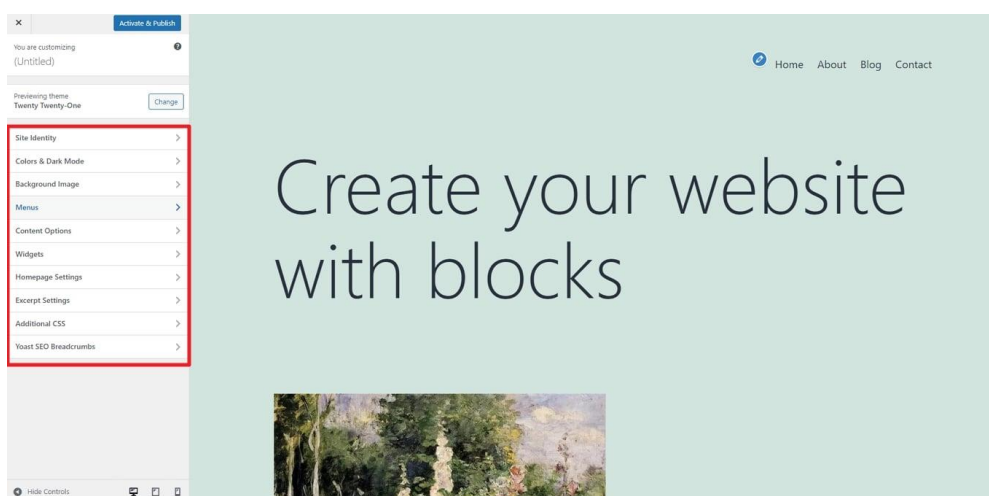 Activate & Publish
You are customizing
(Untitled)
Previewing theme
Twenty Twenty-One
Change
Site Identity
Colors & Dark Mode
Background Image
Menus
Content Options
Widgets
Homepage Settings
Excerpt Settings
Additional CSS
Yoast SEO Breadcrumbs
Hide Controls
Home About Blog Contact
Create your website
with blocks